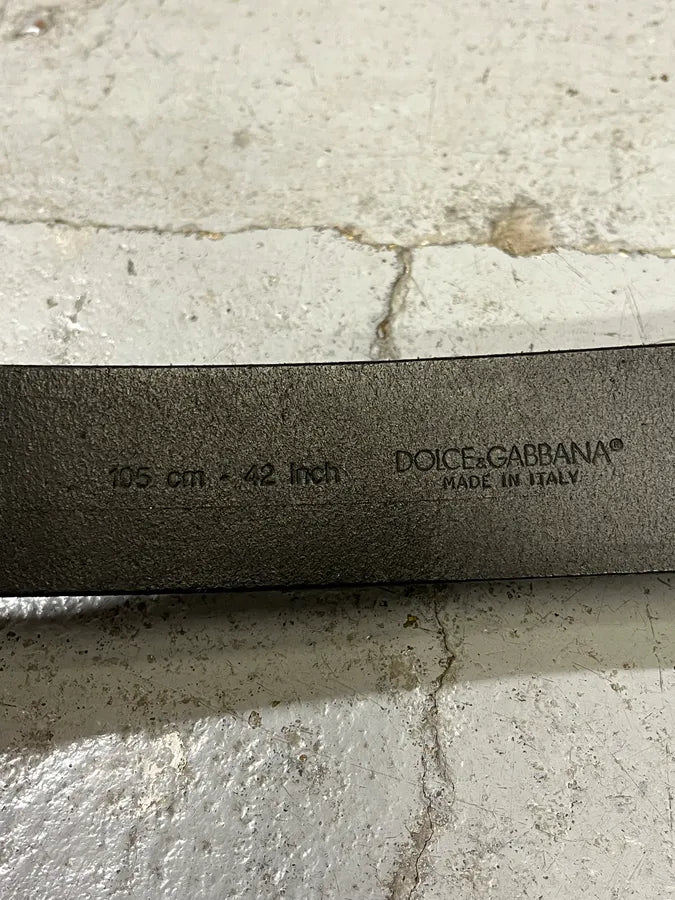 105 cm - 42 inch
DOLCE&GABBANA®
MADE IN ITALY